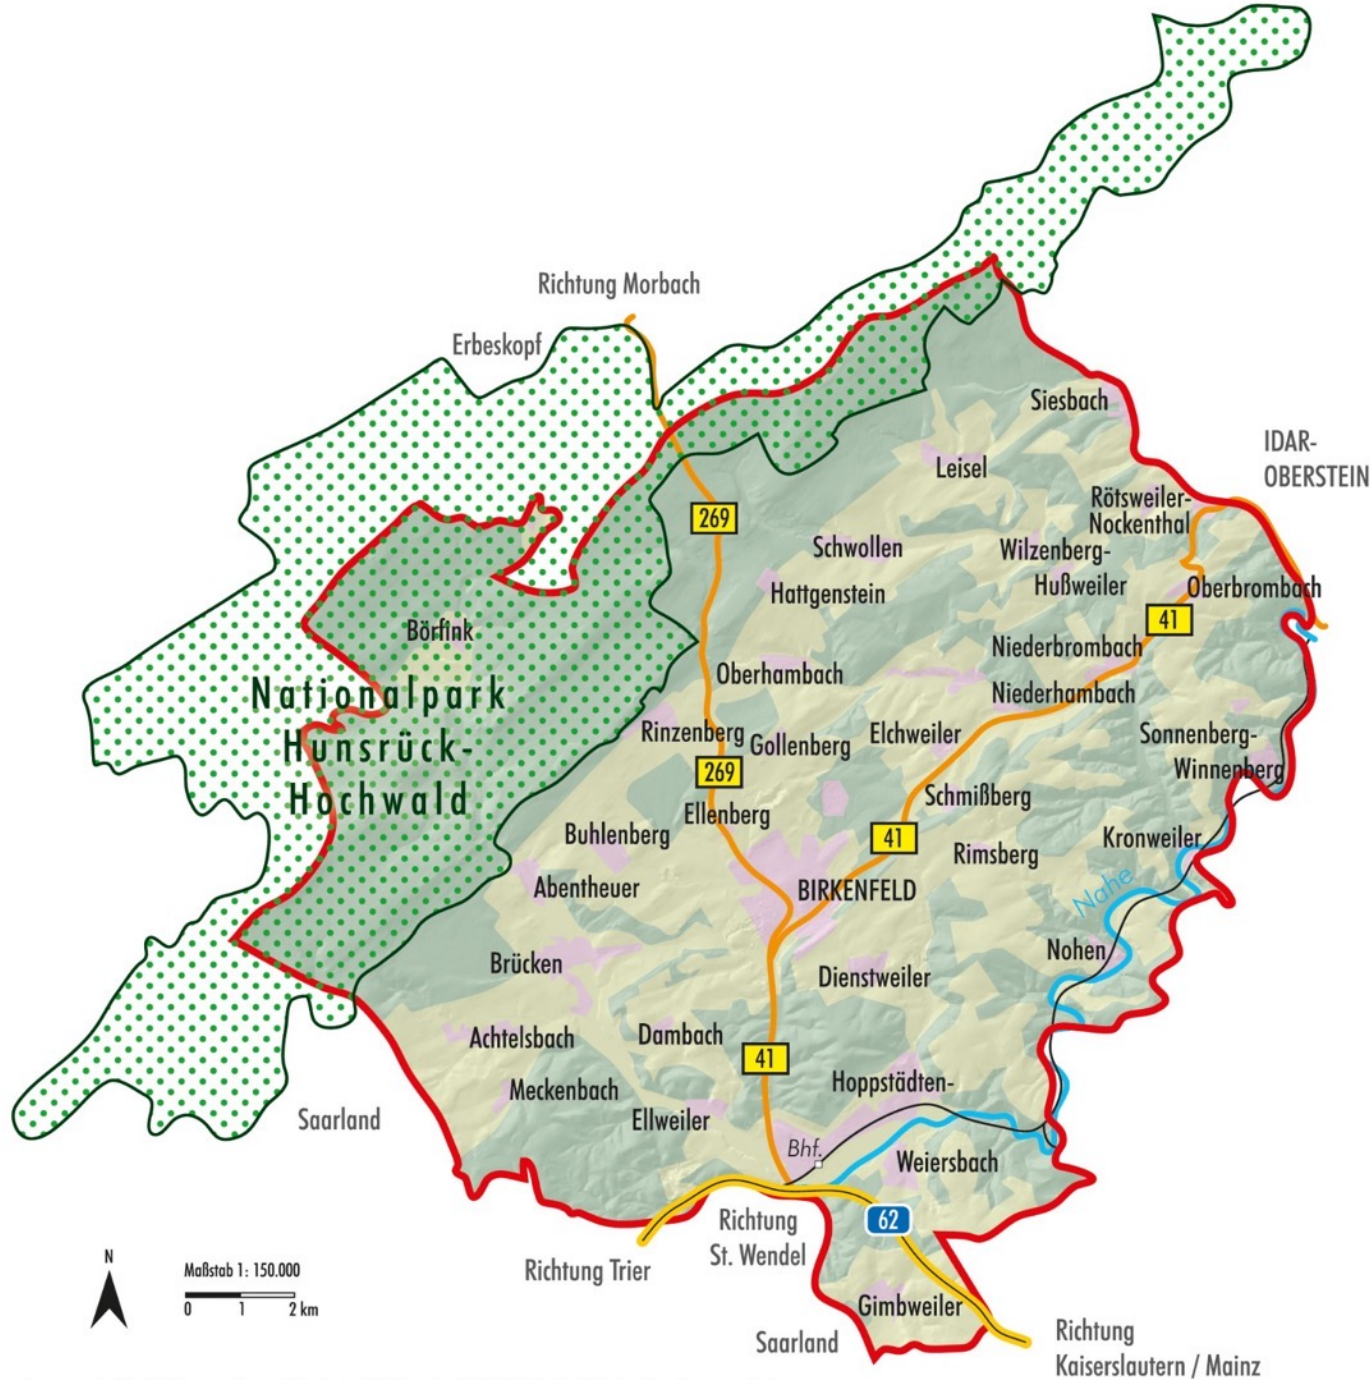 Richtung Morbach
Erbeskopf
Siesbach
IDAR-
OBERSTEIN
Leisel
Rötsweiler-
Nockenthal
269
Schwollen
Wilzenberg-
Hußweiler
Hattgenstein
Oberbrombach
41
Börfink
Niederbrombach
Oberhambach
Niederhambach
Nationalpark
Hunsrück-
Hochwald
Rinzenberg
Gollenberg
Elchweiler
Sonnenberg-
Winnenberg
269
Schmißberg
Ellenberg
Buhlenberg
41
Kronweiler
Rimsberg
Abentheuer
BIRKENFELD
Nahe
Nohen
Brücken
Dienstweiler
Achtelsbach
Dambach
41
Hoppstädten-
Meckenbach
Ellweiler
Saarland
Bhf.
Weiersbach
Richtung
St. Wendel
62
Richtung Trier
N
Maßstab 1: 150.000
0 1 2 km
Gimbweiler
Saarland
Richtung
Kaiserslautern / Mainz